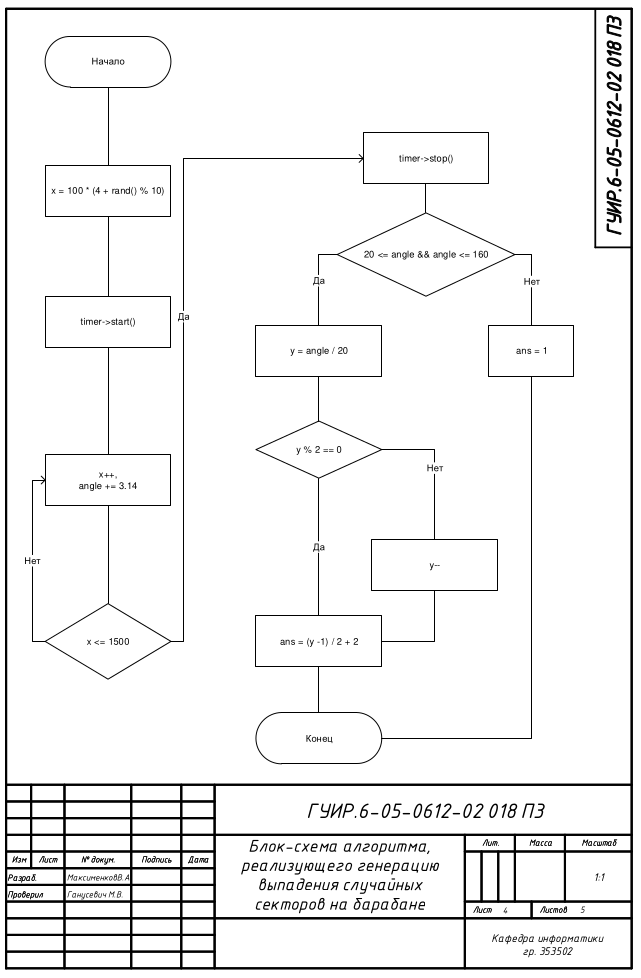 ГУИР.6-05-0612-02 018 ПЗ
Начало
x = 100 * (4 + rand() % 10)
timer->start()
x++,
angle += 3.14
Нет
x <= 1500
Да
timer->stop()
20 <= angle && angle <= 160
Да
Нет
y = angle / 20
ans = 1
y % 2 == 0
Нет
Да
y--
ans = (y -1) / 2 + 2
Конец
ГУИР.6-05-0612-02 018 ПЗ
Изм Лист № докум. Подпись Дата
Разраб. МаксименковВ.А
Проверил Гануcевич М.В.
Блок-схема алгоритма,
реализующего генерацию
выпадения случайных
секторов на барабане
Лит. Масса Масштаб
1:1
Лист 4 Листов 5
Кафедра информатики
гр. 353502